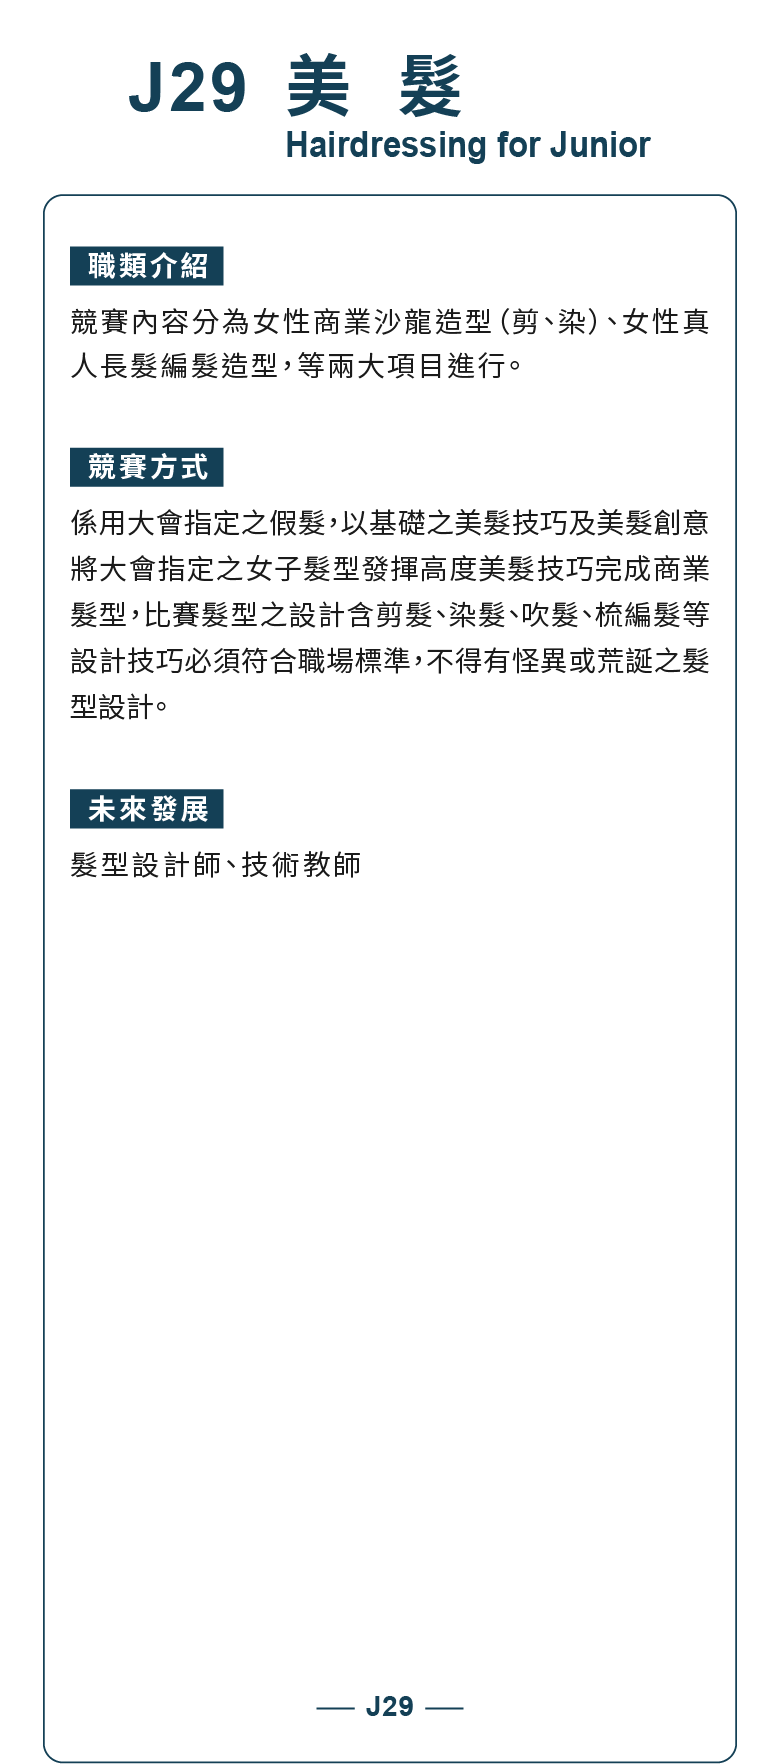 J29 美 髮
Hairdressing for Junior
職類介紹
競賽內容分為女性商業沙龍造型（剪、染）、女性真
人長髮編髮造型，等兩大項目進行。
競賽方式
係用大會指定之假髮，以基礎之美髮技巧及美髮創意
將大會指定之女子髮型發揮高度美髮技巧完成商業
髮型，比賽髮型之設計含剪髮、染髮、吹髮、梳編髮等
設計技巧必須符合職場標準，不得有怪異或荒誕之髮
型設計。
未來發展
髮型設計師、技術教師
J29